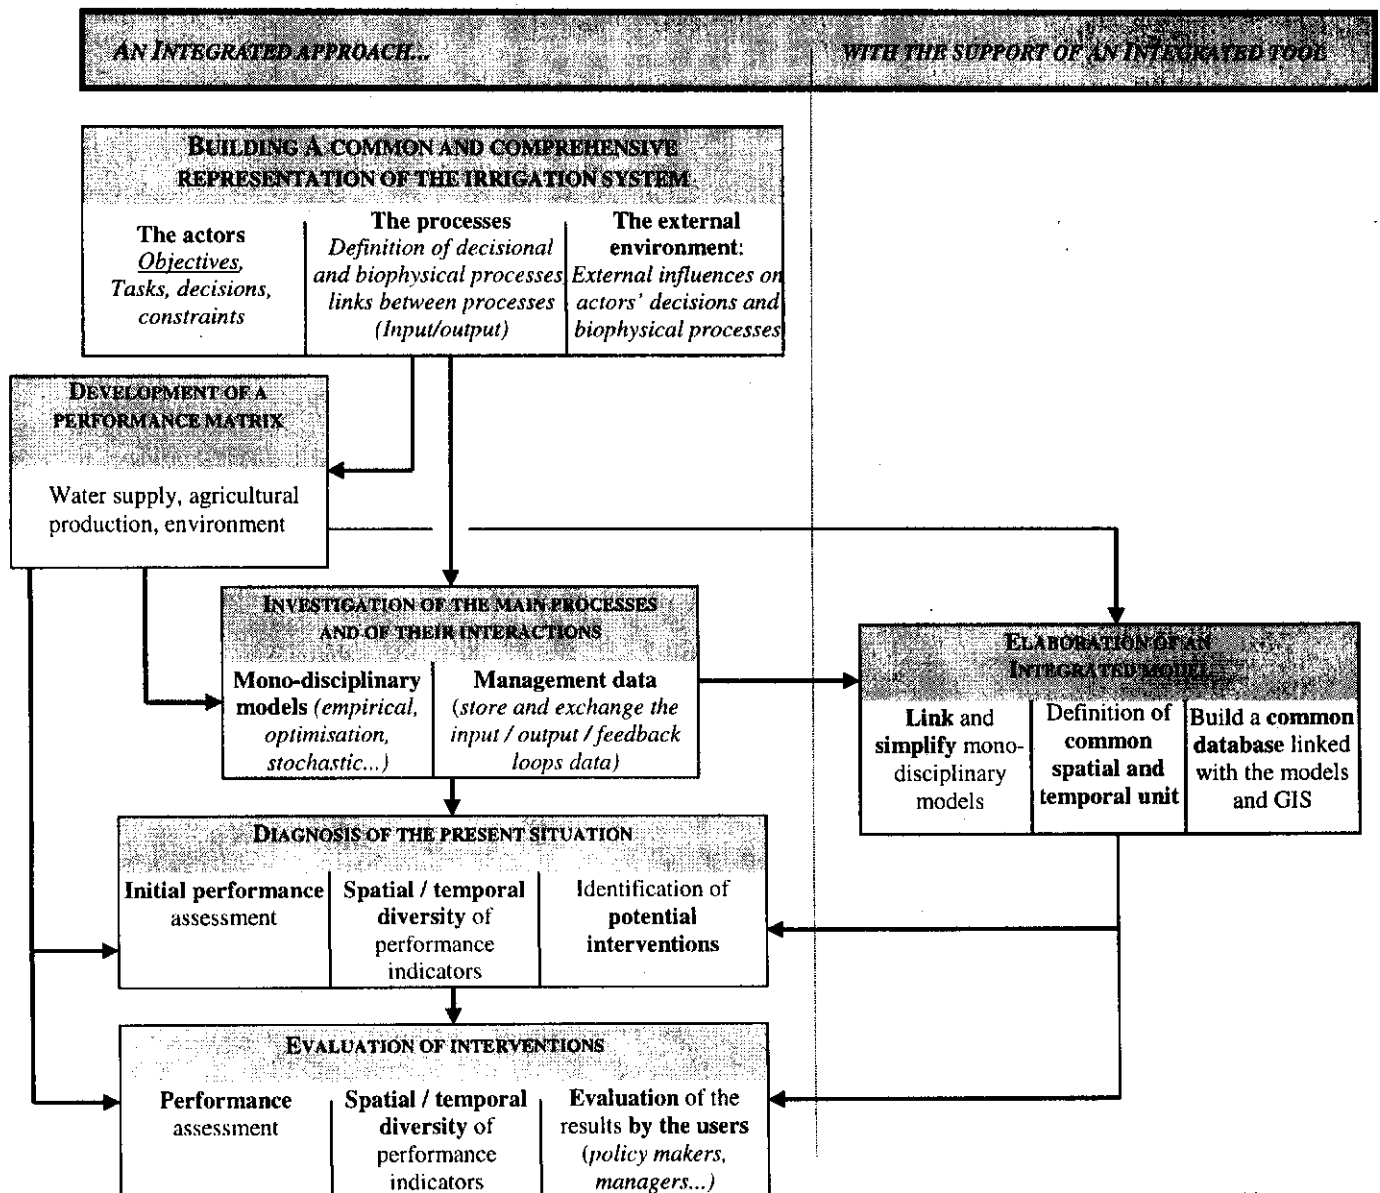 AN INTEGRATED APPROACH...
WITH THE SUPPORT OF AN INTEGRATED TOOL
BUILDING A COMMON AND COMPREHENSIVE
REPRESENTATION OF THE IRRIGATION SYSTEM
The actors
Objectives,
Tasks, decisions,
constraints
The processes
Definition of decisional
and biophysical processes,
links between processes
(Input/output)
The external
environment:
External influences on
actors' decisions and
biophysical processes
DEVELOPMENT OF A
PERFORMANCE MATRIX
Water supply, agricultural
production, environment
INVESTIGATION OF THE MAIN PROCESSES
AND OF THEIR INTERACTIONS
Mono-disciplinary
models (empirical,
optimisation,
stochastic...)
Management data
(store and exchange the
input / output / feedback
loops data)
ELABORATION OF AN
INTEGRATED MODEL
Link and
simplify mono-
disciplinary
models
Definition of
common
spatial and
temporal unit
Build a common
database linked
with the models
and GIS
DIAGNOSIS OF THE PRESENT SITUATION
Initial performance
assessment
Spatial / temporal
diversity of
performance
indicators
Identification of
potential
interventions
EVALUATION OF INTERVENTIONS
Performance
assessment
Spatial / temporal
diversity of
performance
indicators
Evaluation of the
results by the users
(policy makers,
managers...)